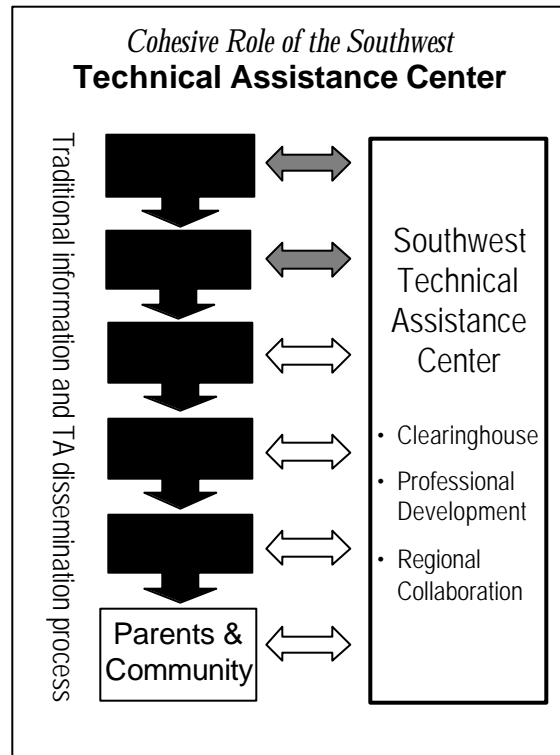 Cohesive Role of the Southwest
Technical Assistance Center
Traditional information and TA dissemination process
Parents &
Community
Southwest
Technical
Assistance
Center
• Clearinghouse
• Professional
Development
• Regional
Collaboration